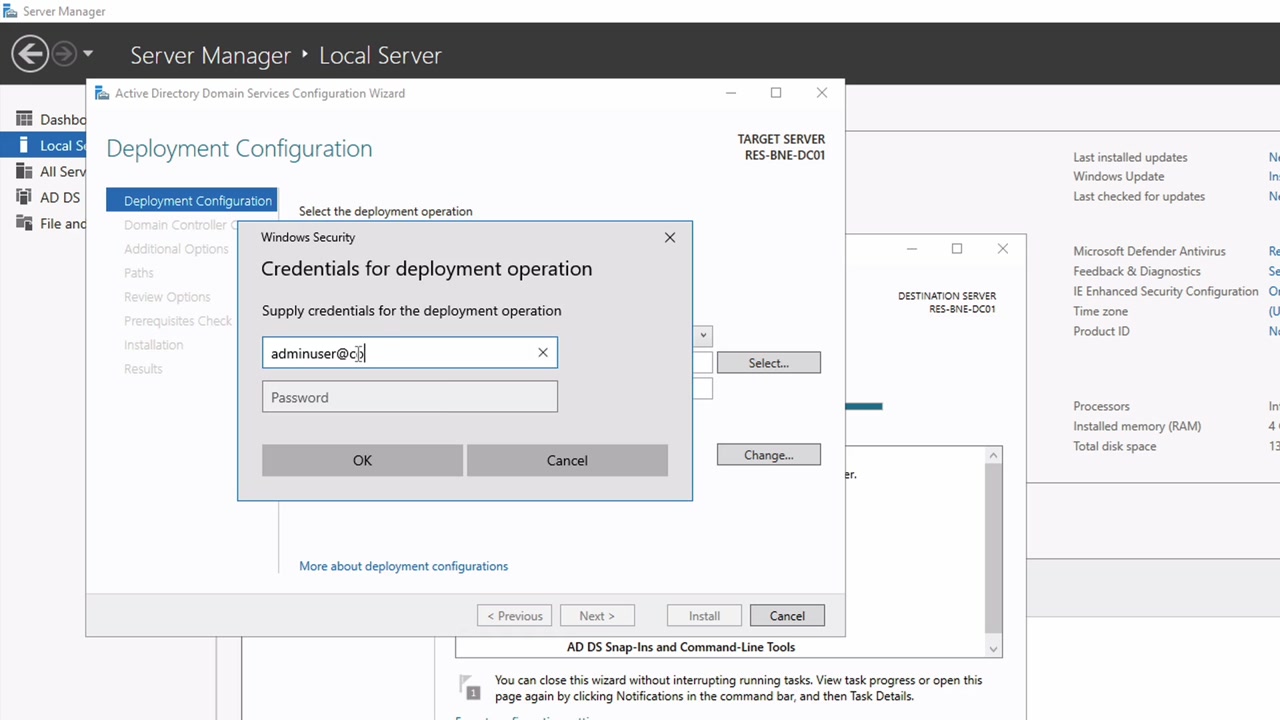 Server Manager
Server Manager ‣ Local Server
Active Directory Domain Services Configuration Wizard
Deployment Configuration
TARGET SERVER
RES-BNE-DC01
Dashbo
Local Se
All Serv
AD DS
File and
Deployment Configuration
Domain Controller
Additional Options
Paths
Review Options
Prerequisites Check
Installation
Results
Select the deployment operation
Windows Security
Credentials for deployment operation
Supply credentials for the deployment operation
adminuser@co
Password
OK
Cancel
Select...
Change...
More about deployment configurations
< Previous
Next >
Install
Cancel
DESTINATION SERVER
RES-BNE-DC01
er.
AD DS Snap-Ins and Command-Line Tools
1
You can close this wizard without interrupting running tasks. View task progress or open this
page again by clicking Notifications in the command bar, and then Task Details.
Last installed updates
Windows Update
Last checked for updates
Microsoft Defender Antivirus
Feedback & Diagnostics
IE Enhanced Security Configuration
Time zone
Product ID
Processors
Installed memory (RAM)
Total disk space